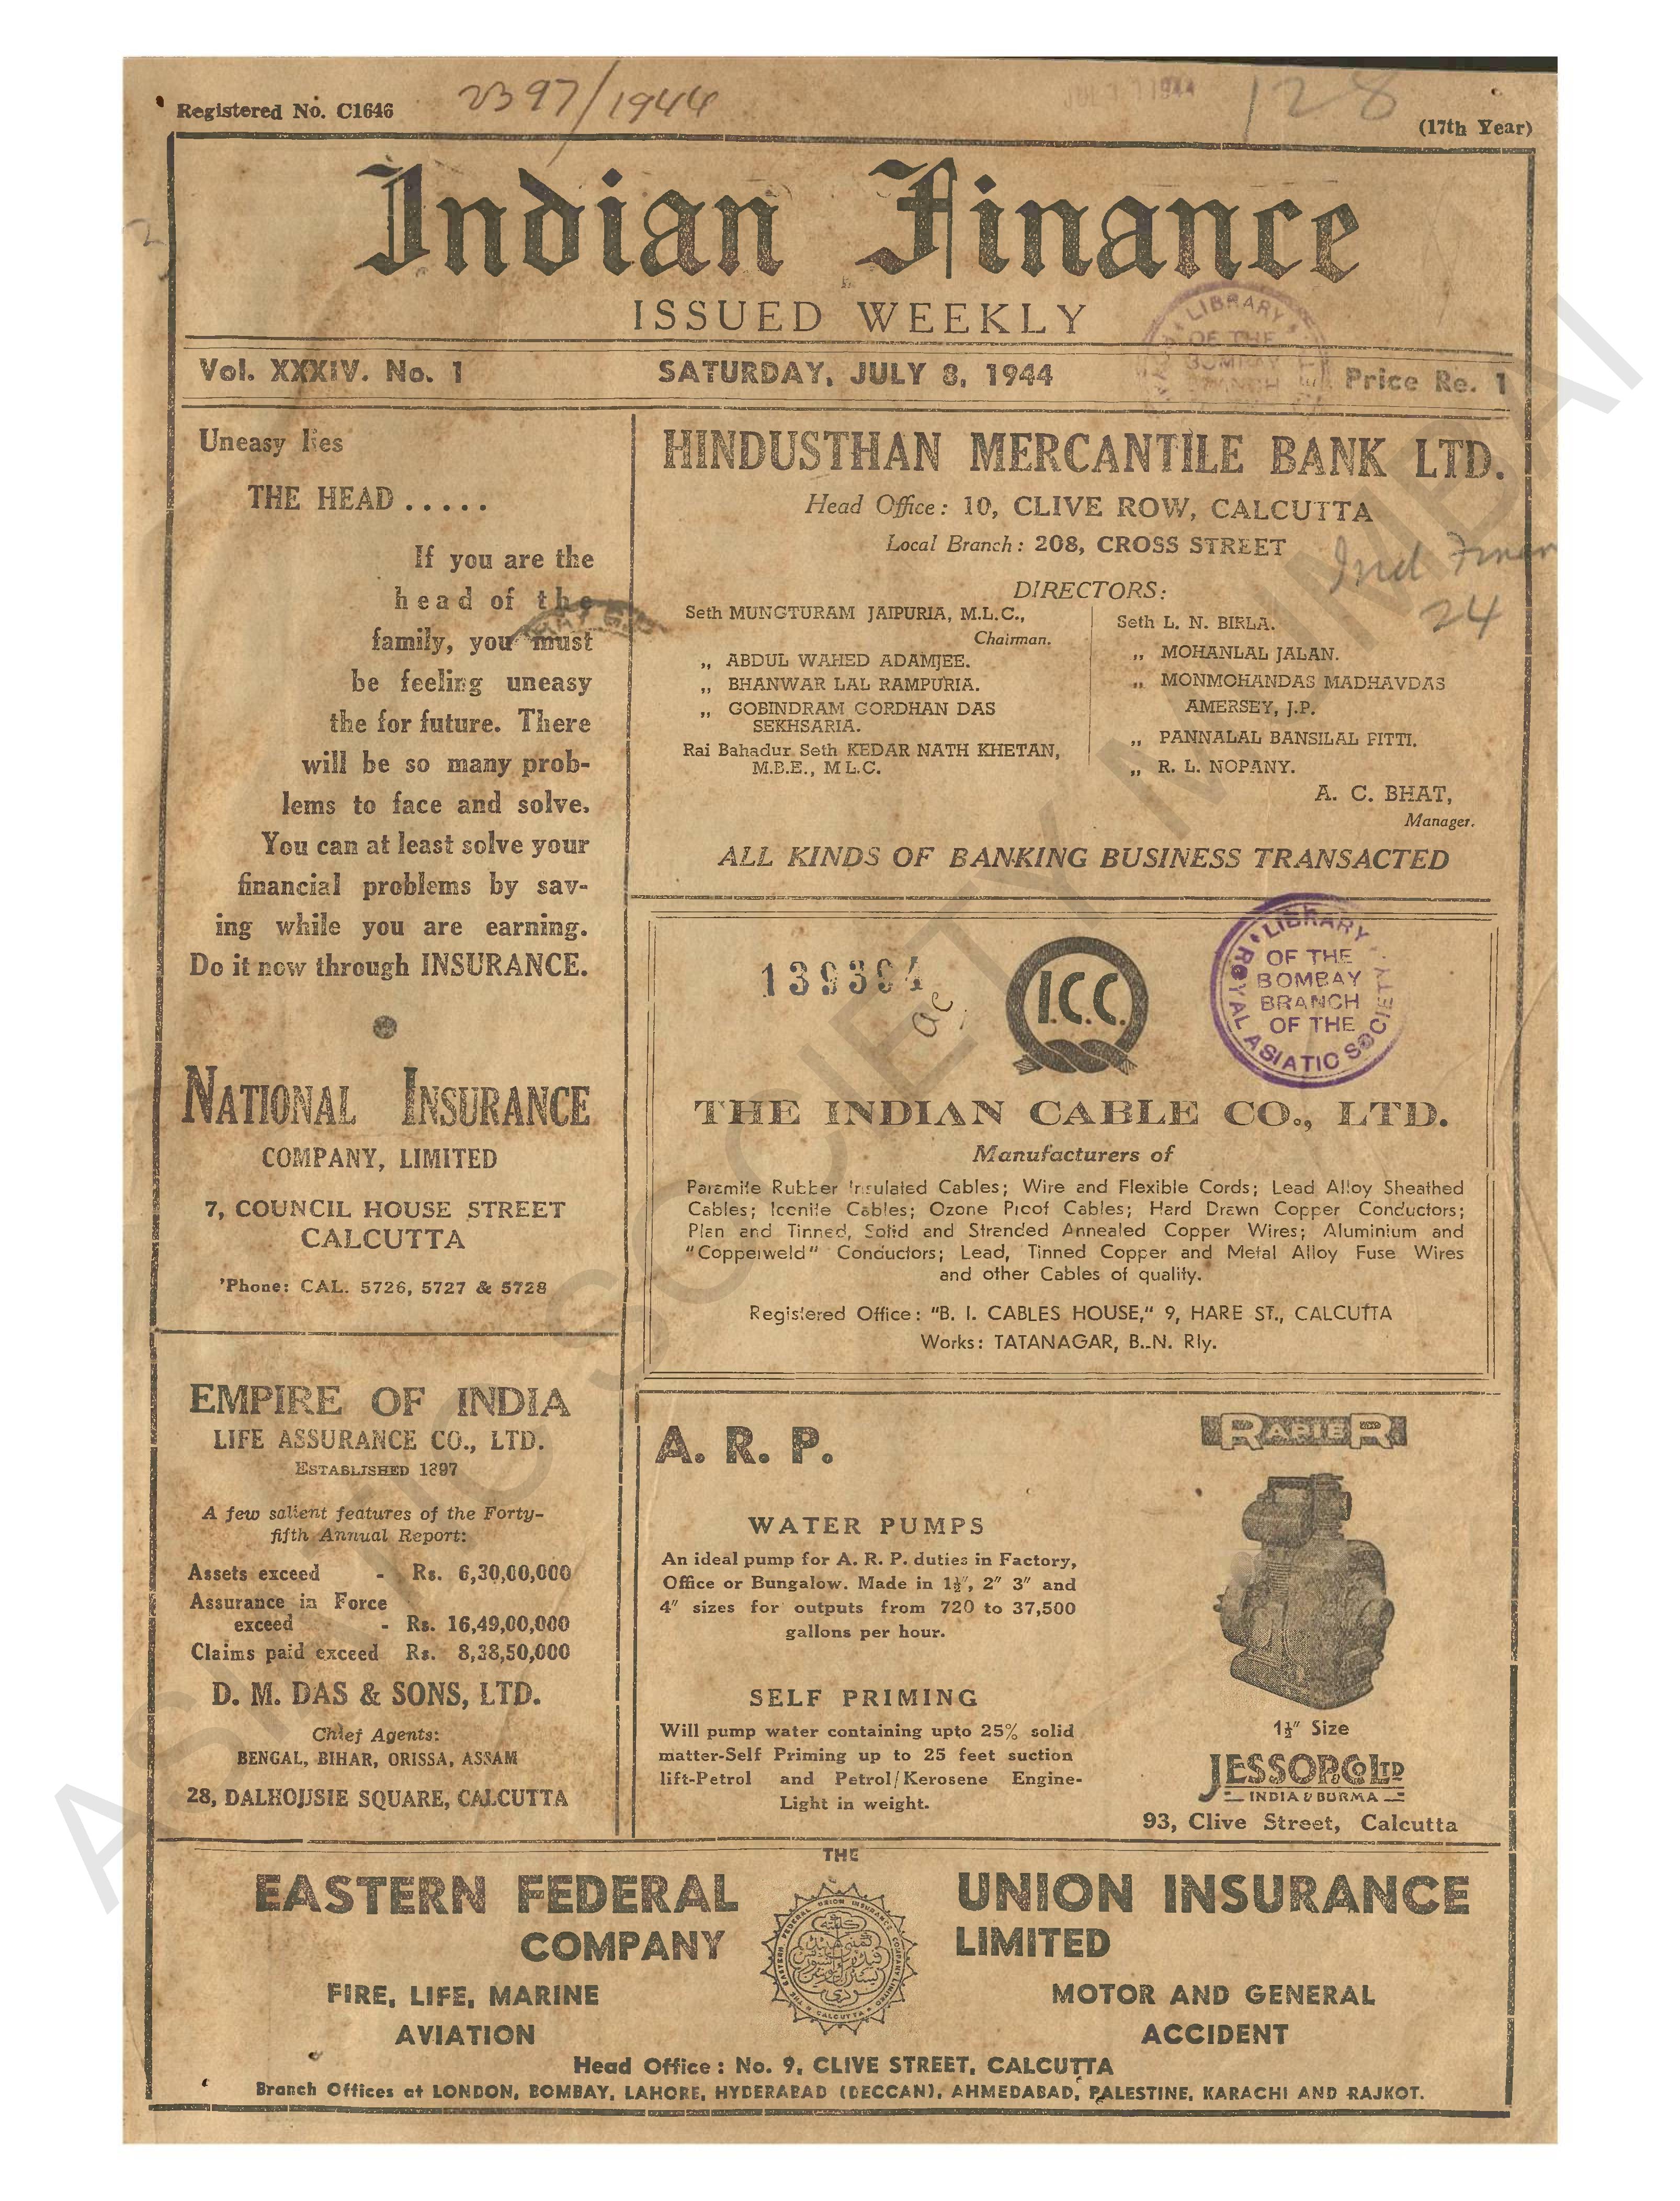 Registered No. C1646
2397/1944
1944
128
(17th Year)
Indian Finance
ISSUED WEEKLY
Vol. XXXIV. No. 1
SATURDAY, JULY 8, 1944
Price Re. 1
Uneasy lies
THE HEAD . . . . .
If you are the
head of the
family, you must
be feeling uneasy
the for future. There
will be so many prob-
lems to face and solve.
You can at least solve your
financial problems by sav-
ing while you are earning.
Do it now through INSURANCE.
NATIONAL INSURANCE
COMPANY, LIMITED
7, COUNCIL HOUSE STREET
CALCUTTA
'Phone: CAL. 5726, 5727 & 5728
EMPIRE OF INDIA
LIFE ASSURANCE CO., LTD.
ESTABLISHED 1897
A few salient features of the Forty-
fifth Annual Report:
Assets exceed - Rs. 6,30,00,000
Assurance in Force
exceed - Rs. 16,49,00,000
Claims paid exceed Rs. 8,38,50,000
D. M. DAS & SONS, LTD.
Chief Agents:
BENGAL, BIHAR, ORISSA, ASSAM
28, DALHOUSIE SQUARE, CALCUTTA
HINDUSTHAN MERCANTILE BANK LTD.
Head Office: 10, CLIVE ROW, CALCUTTA
Local Branch: 208, CROSS STREET
Ind Finan
24
DIRECTORS:
Seth MUNGTURAM JAIPURIA, M.L.C.,
Chairman.
„ ABDUL WAHED ADAMJEE.
„ BHANWAR LAL RAMPURIA.
„ GOBINDRAM GORDHAN DAS
SEKHSARIA.
Rai Bahadur Seth KEDAR NATH KHETAN,
M.B.E., M L.C.
Seth L. N. BIRLA.
„ MOHANLAL JALAN.
„ MONMOHANDAS MADHAVDAS
AMERSEY, J.P.
„ PANNALAL BANSILAL PITTI.
„ R. L. NOPANY.
A. C. BHAT,
Manager.
ALL KINDS OF BANKING BUSINESS TRANSACTED
139394
I.C.C.
LIBRARY OF THE BOMBAY BRANCH OF THE ROYAL ASIATIC SOCIETY
THE INDIAN CABLE CO., LTD.
Manufacturers of
Paramite Rubber Insulated Cables; Wire and Flexible Cords; Lead Alloy Sheathed
Cables; Iccnite Cables; Ozone Proof Cables; Hard Drawn Copper Conductors;
Plan and Tinned, Solid and Stranded Annealed Copper Wires; Aluminium and
"Copperweld" Conductors; Lead, Tinned Copper and Metal Alloy Fuse Wires
and other Cables of quality.
Registered Office: "B. I. CABLES HOUSE," 9, HARE ST., CALCUTTA
Works: TATANAGAR, B.-N. Rly.
A. R. P.
WATER PUMPS
An ideal pump for A. R. P. duties in Factory,
Office or Bungalow. Made in 1½″, 2″ 3″ and
4″ sizes for outputs from 720 to 37,500
gallons per hour.
SELF PRIMING
Will pump water containing upto 25% solid
matter-Self Priming up to 25 feet suction
lift-Petrol and Petrol/Kerosene Engine-
Light in weight.
RAPIER
1½″ Size
JESSOP & CO LTD
INDIA & BURMA
93, Clive Street, Calcutta
THE
EASTERN FEDERAL UNION INSURANCE
COMPANY LIMITED
FIRE, LIFE, MARINE MOTOR AND GENERAL
AVIATION ACCIDENT
Head Office: No. 9, CLIVE STREET, CALCUTTA
Branch Offices at LONDON, BOMBAY, LAHORE, HYDERABAD (DECCAN), AHMEDABAD, PALESTINE, KARACHI AND RAJKOT.
ASIATIC SOCIETY MUMBAI